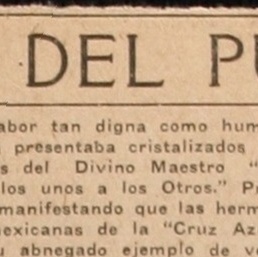 DEL PU
abor tan digna como hum
presentaba cristalizados
s del Divino Maestro "
los unos a los Otros." P
manifestando que las herm
exicanas de la "Cruz Az
u abnegado ejemplo de v